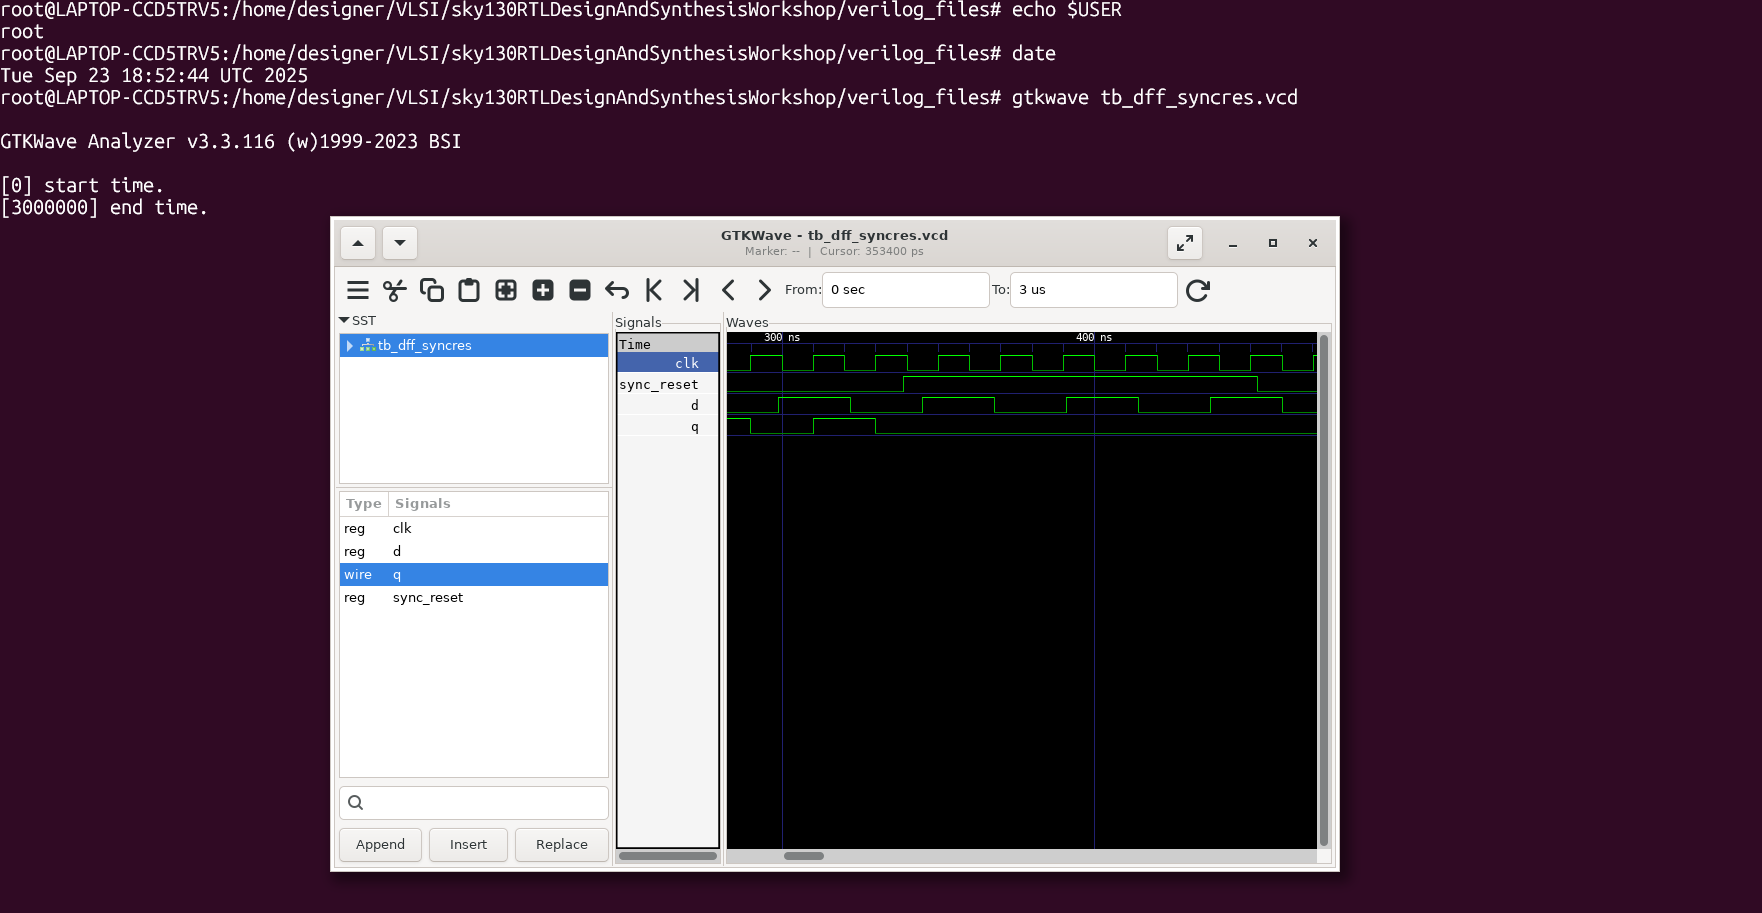 root@LAPTOP-CCD5TRV5:/home/designer/VLSI/sky130RTLDesignAndSynthesisWorkshop/verilog_files# echo $USER
root
root@LAPTOP-CCD5TRV5:/home/designer/VLSI/sky130RTLDesignAndSynthesisWorkshop/verilog_files# date
Tue Sep 23 18:52:44 UTC 2025
root@LAPTOP-CCD5TRV5:/home/designer/VLSI/sky130RTLDesignAndSynthesisWorkshop/verilog_files# gtkwave tb_dff_syncres.vcd
GTKWave Analyzer v3.3.116 (w)1999-2023 BSI
[0] start time.
[3000000] end time.
GTKWave - tb_dff_syncres.vcd
Marker: -- | Cursor: 353400 ps
From: 0 sec To: 3 us
SST
tb_dff_syncres
Type Signals
reg clk
reg d
wire q
reg sync_reset
Append Insert Replace
Signals
Time
clk
sync_reset
d
q
Waves
300 ns 400 ns